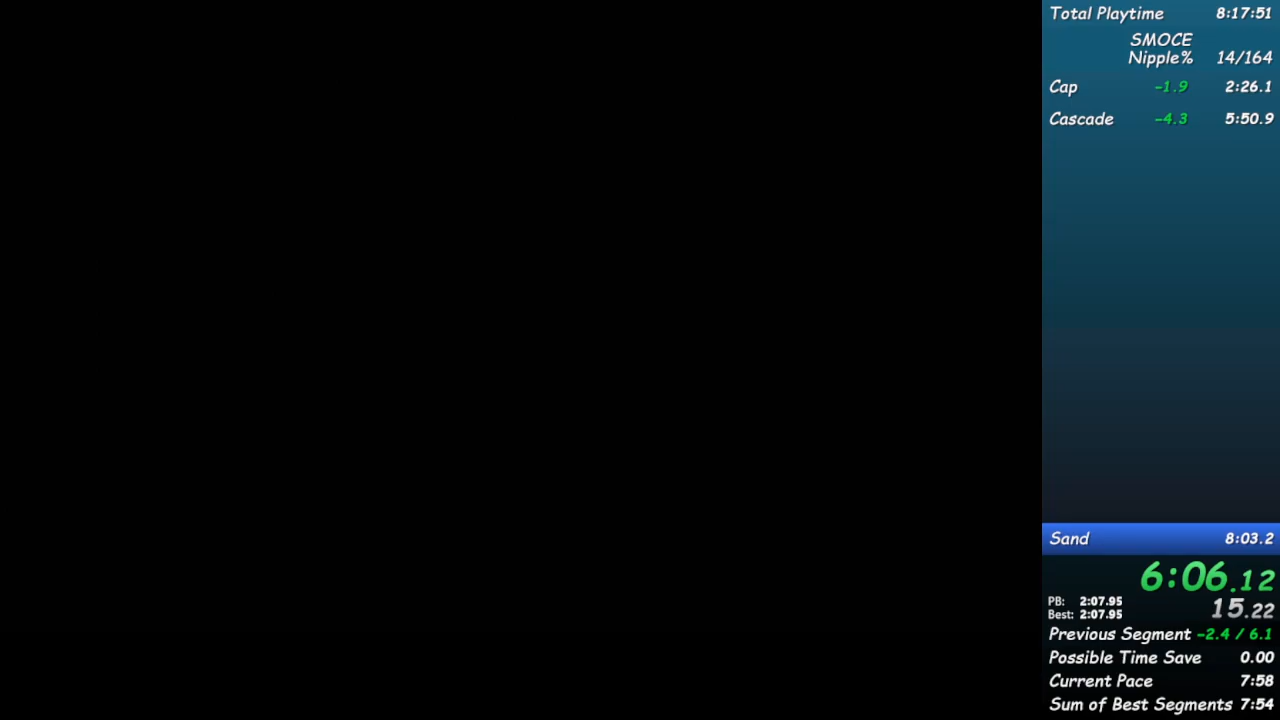 Total Playtime 8:17:51
SMOCE
Nipple% 14/164
Cap -1.9 2:26.1
Cascade -4.3 5:50.9
Sand 8:03.2
6:06.12
PB: 2:07.95
Best: 2:07.95
15.22
Previous Segment -2.4 / 6.1
Possible Time Save 0.00
Current Pace 7:58
Sum of Best Segments 7:54